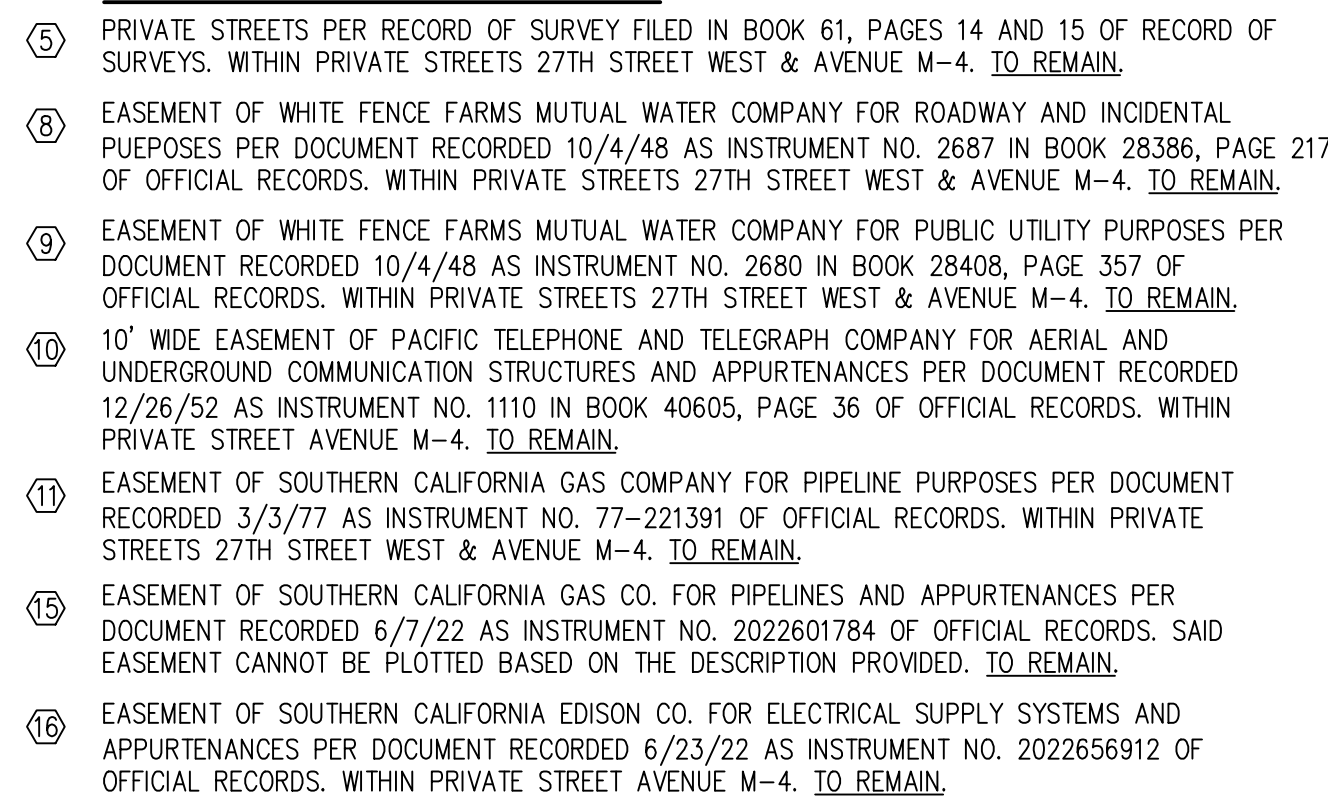 5 PRIVATE STREETS PER RECORD OF SURVEY FILED IN BOOK 61, PAGES 14 AND 15 OF RECORD OF
SURVEYS. WITHIN PRIVATE STREETS 27TH STREET WEST & AVENUE M-4. TO REMAIN.
8 EASEMENT OF WHITE FENCE FARMS MUTUAL WATER COMPANY FOR ROADWAY AND INCIDENTAL
PUEPOSES PER DOCUMENT RECORDED 10/4/48 AS INSTRUMENT NO. 2687 IN BOOK 28386, PAGE 217
OF OFFICIAL RECORDS. WITHIN PRIVATE STREETS 27TH STREET WEST & AVENUE M-4. TO REMAIN.
9 EASEMENT OF WHITE FENCE FARMS MUTUAL WATER COMPANY FOR PUBLIC UTILITY PURPOSES PER
DOCUMENT RECORDED 10/4/48 AS INSTRUMENT NO. 2680 IN BOOK 28408, PAGE 357 OF
OFFICIAL RECORDS. WITHIN PRIVATE STREETS 27TH STREET WEST & AVENUE M-4. TO REMAIN.
10 10' WIDE EASEMENT OF PACIFIC TELEPHONE AND TELEGRAPH COMPANY FOR AERIAL AND
UNDERGROUND COMMUNICATION STRUCTURES AND APPURTENANCES PER DOCUMENT RECORDED
12/26/52 AS INSTRUMENT NO. 1110 IN BOOK 40605, PAGE 36 OF OFFICIAL RECORDS. WITHIN
PRIVATE STREET AVENUE M-4. TO REMAIN.
11 EASEMENT OF SOUTHERN CALIFORNIA GAS COMPANY FOR PIPELINE PURPOSES PER DOCUMENT
RECORDED 3/3/77 AS INSTRUMENT NO. 77-221391 OF OFFICIAL RECORDS. WITHIN PRIVATE
STREETS 27TH STREET WEST & AVENUE M-4. TO REMAIN.
15 EASEMENT OF SOUTHERN CALIFORNIA GAS CO. FOR PIPELINES AND APPURTENANCES PER
DOCUMENT RECORDED 6/7/22 AS INSTRUMENT NO. 2022601784 OF OFFICIAL RECORDS. SAID
EASEMENT CANNOT BE PLOTTED BASED ON THE DESCRIPTION PROVIDED. TO REMAIN.
16 EASEMENT OF SOUTHERN CALIFORNIA EDISON CO. FOR ELECTRICAL SUPPLY SYSTEMS AND
APPURTENANCES PER DOCUMENT RECORDED 6/23/22 AS INSTRUMENT NO. 2022656912 OF
OFFICIAL RECORDS. WITHIN PRIVATE STREET AVENUE M-4. TO REMAIN.